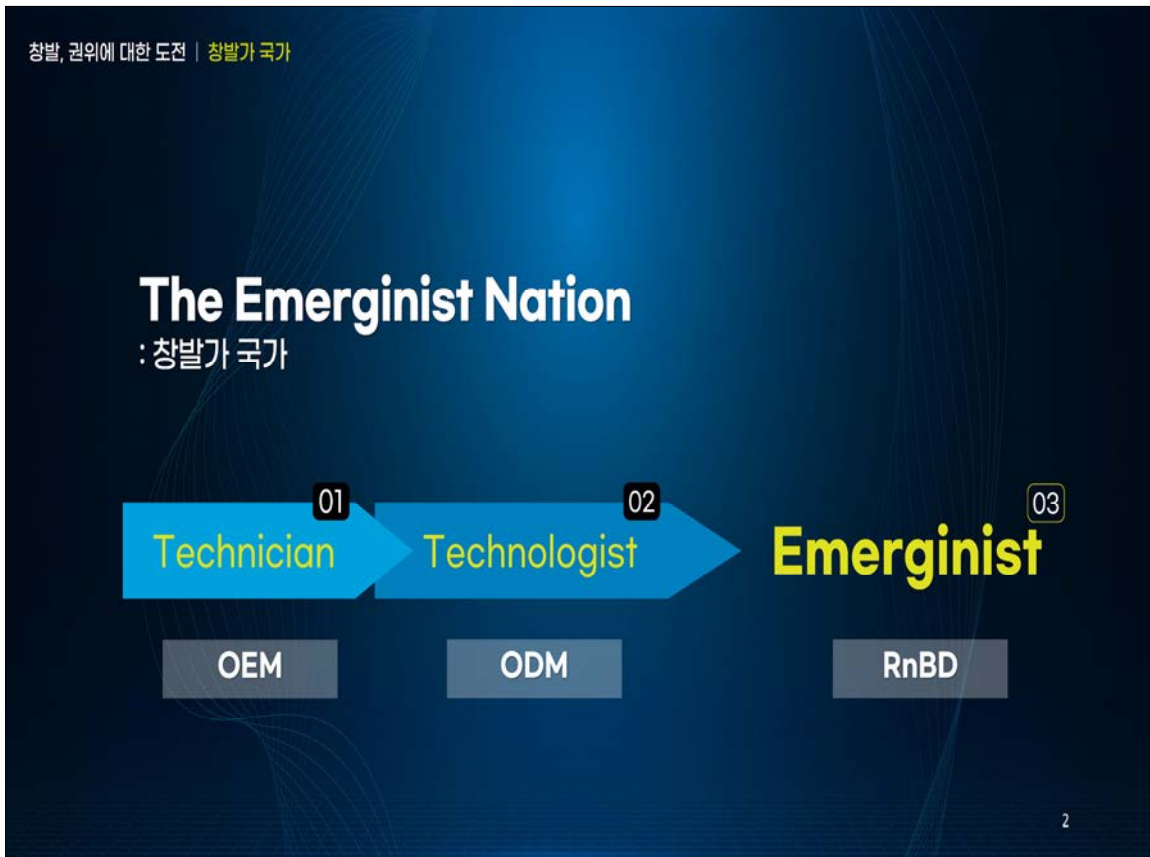 창발, 권위에 대한 도전 | 창발가 국가
The Emerginist Nation
: 창발가 국가
01
Technician
02
Technologist
03
Emerginist
OEM
ODM
RnBD
2